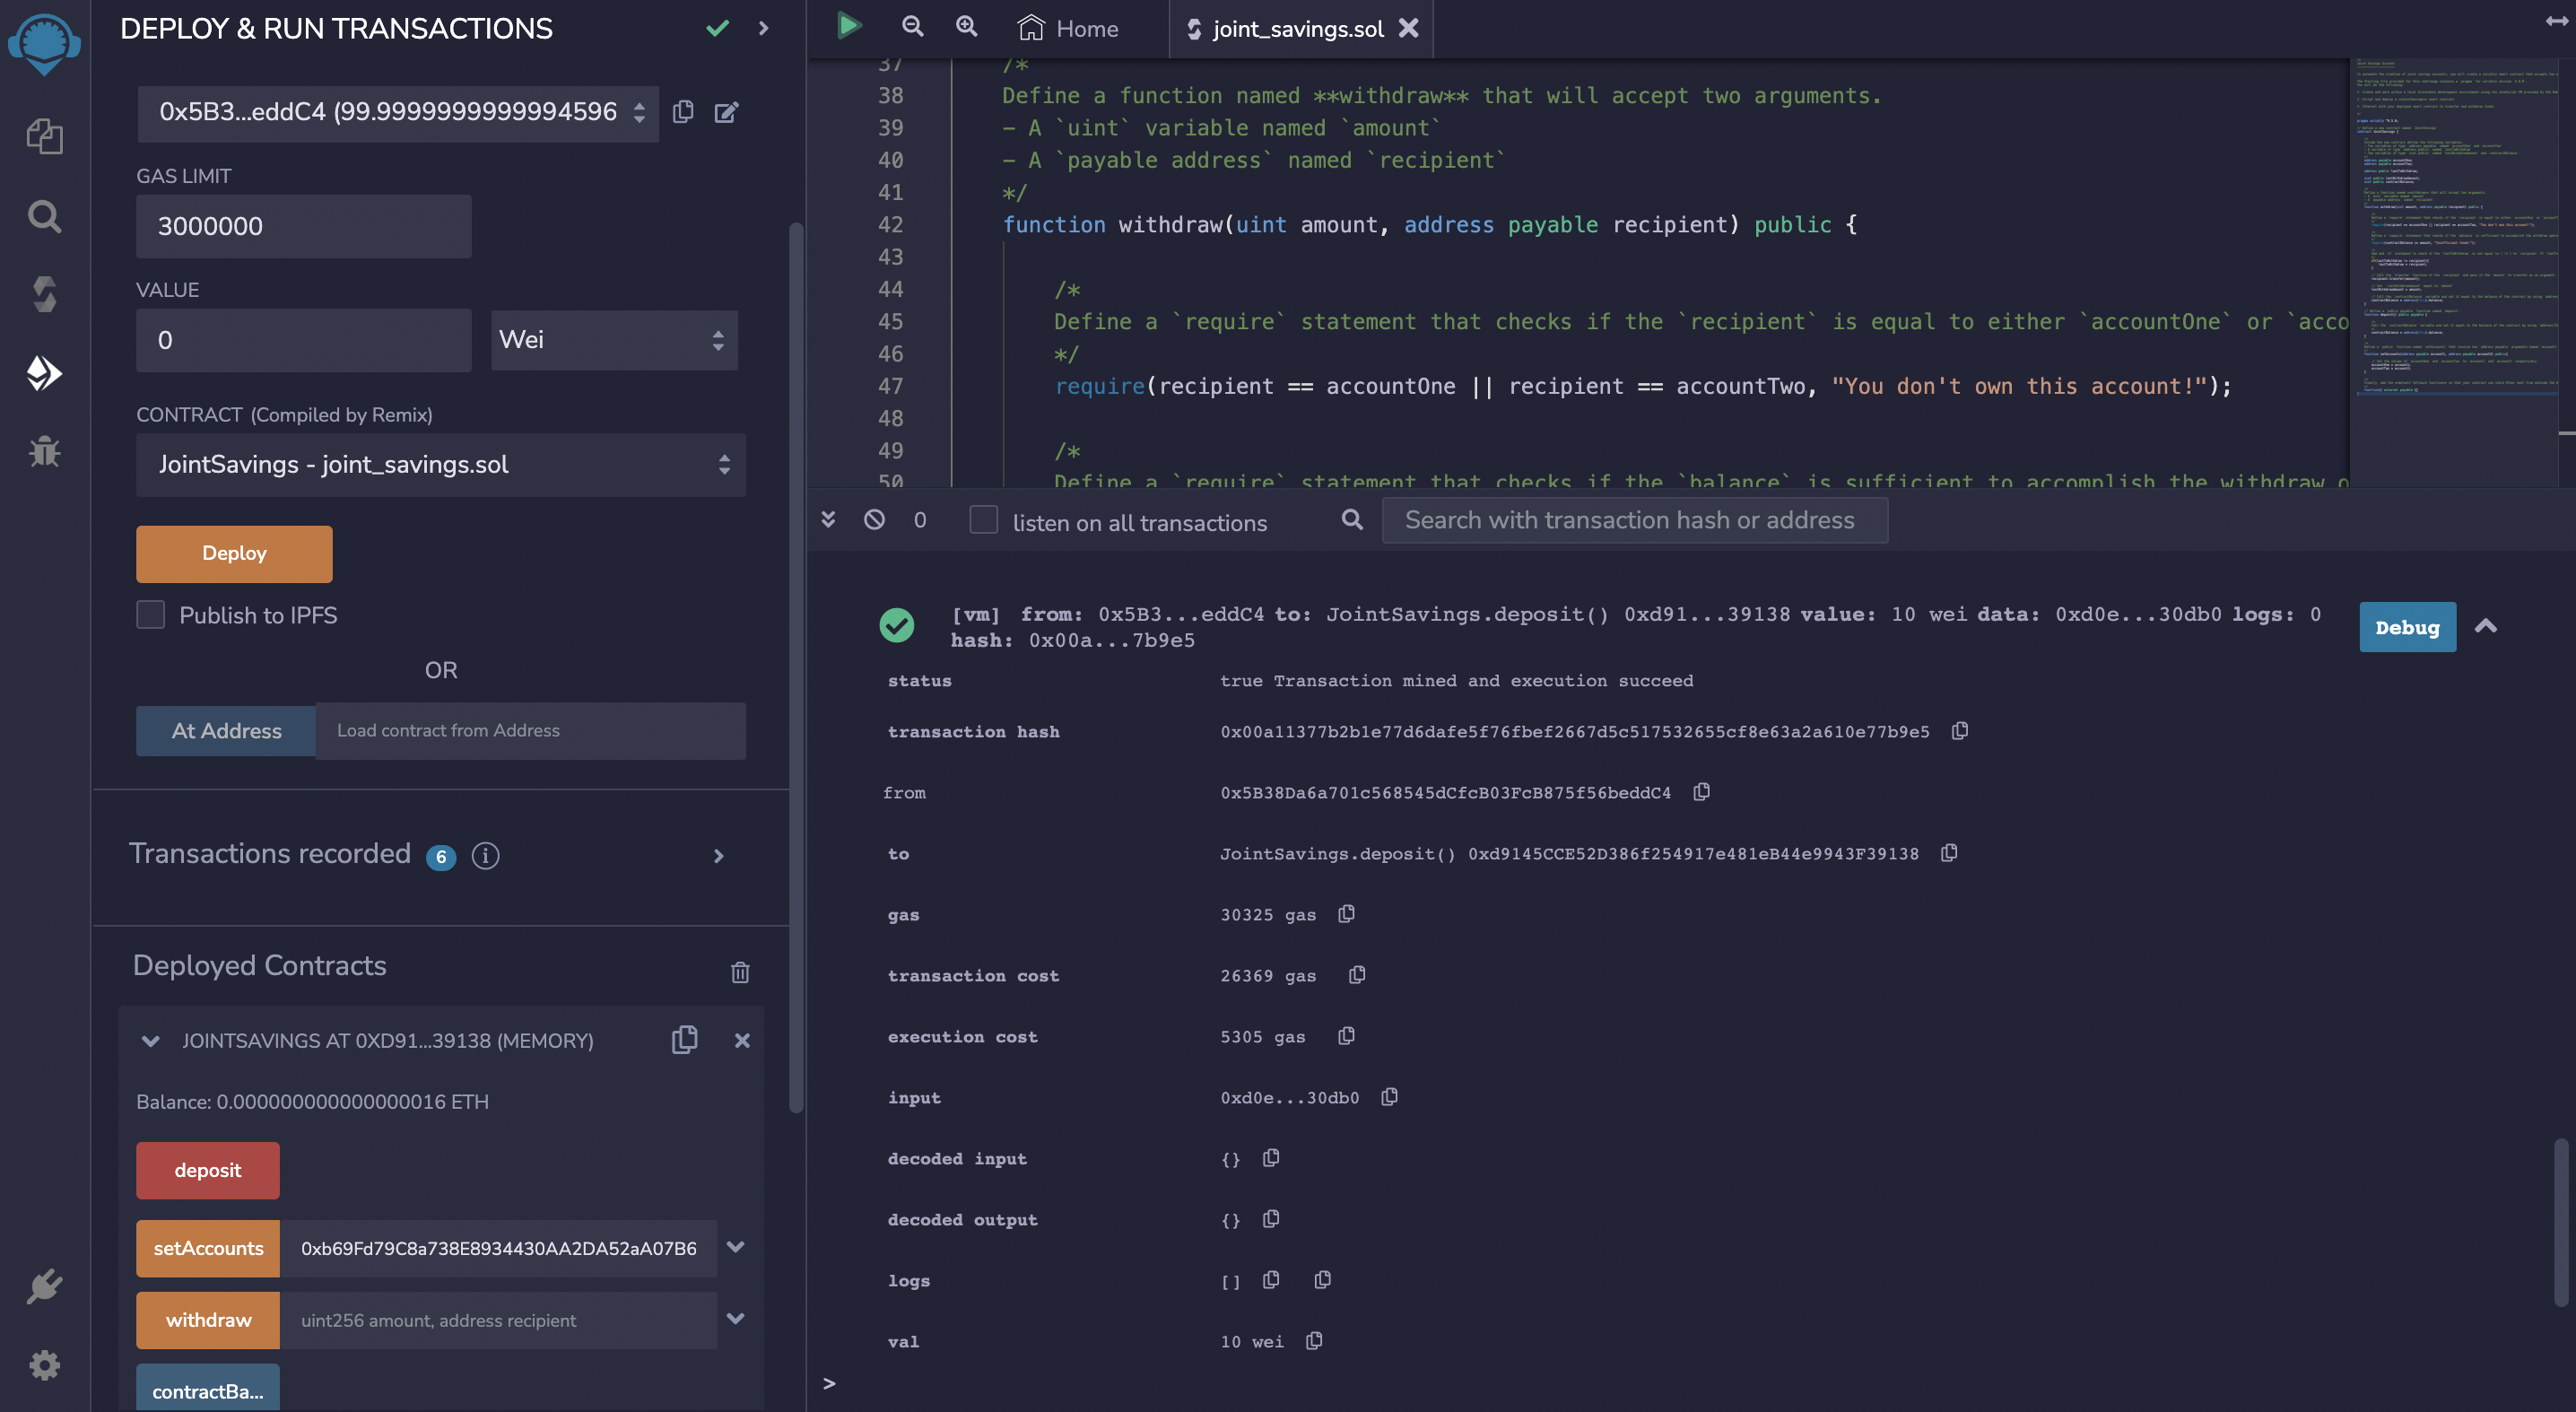 DEPLOY & RUN TRANSACTIONS
0x5B3...eddC4 (99.9999999999994596
GAS LIMIT
3000000
VALUE
0
Wei
CONTRACT (Compiled by Remix)
JointSavings - joint_savings.sol
Deploy
Publish to IPFS
OR
At Address
Load contract from Address
Transactions recorded 6 i
Deployed Contracts
JOINTSAVINGS AT 0XD91...39138 (MEMORY)
Balance: 0.000000000000000016 ETH
deposit
setAccounts
0xb69Fd79C8a738E8934430AA2DA52aA07B6
withdraw
uint256 amount, address recipient
contractBa...
Home
joint_savings.sol
37 /*
38 Define a function named **withdraw** that will accept two arguments.
39 - A `uint` variable named `amount`
40 - A `payable address` named `recipient`
41 */
42 function withdraw(uint amount, address payable recipient) public {
43
44 /*
45 Define a `require` statement that checks if the `recipient` is equal to either `accountOne` or `acco
46 */
47 require(recipient == accountOne || recipient == accountTwo, "You don't own this account!");
48
49 /*
50 Define a `require` statement that checks if the `balance` is sufficient to accomplish the withdraw o
0
listen on all transactions
Search with transaction hash or address
[vm] from: 0x5B3...eddC4 to: JointSavings.deposit() 0xd91...39138 value: 10 wei data: 0xd0e...30db0 logs: 0
hash: 0x00a...7b9e5
Debug
status true Transaction mined and execution succeed
transaction hash 0x00a11377b2b1e77d6dafe5f76fbef2667d5c517532655cf8e63a2a610e77b9e5
from 0x5B38Da6a701c568545dCfcB03FcB875f56beddC4
to JointSavings.deposit() 0xd9145CCE52D386f254917e481eB44e9943F39138
gas 30325 gas
transaction cost 26369 gas
execution cost 5305 gas
input 0xd0e...30db0
decoded input {}
decoded output {}
logs []
val 10 wei
>